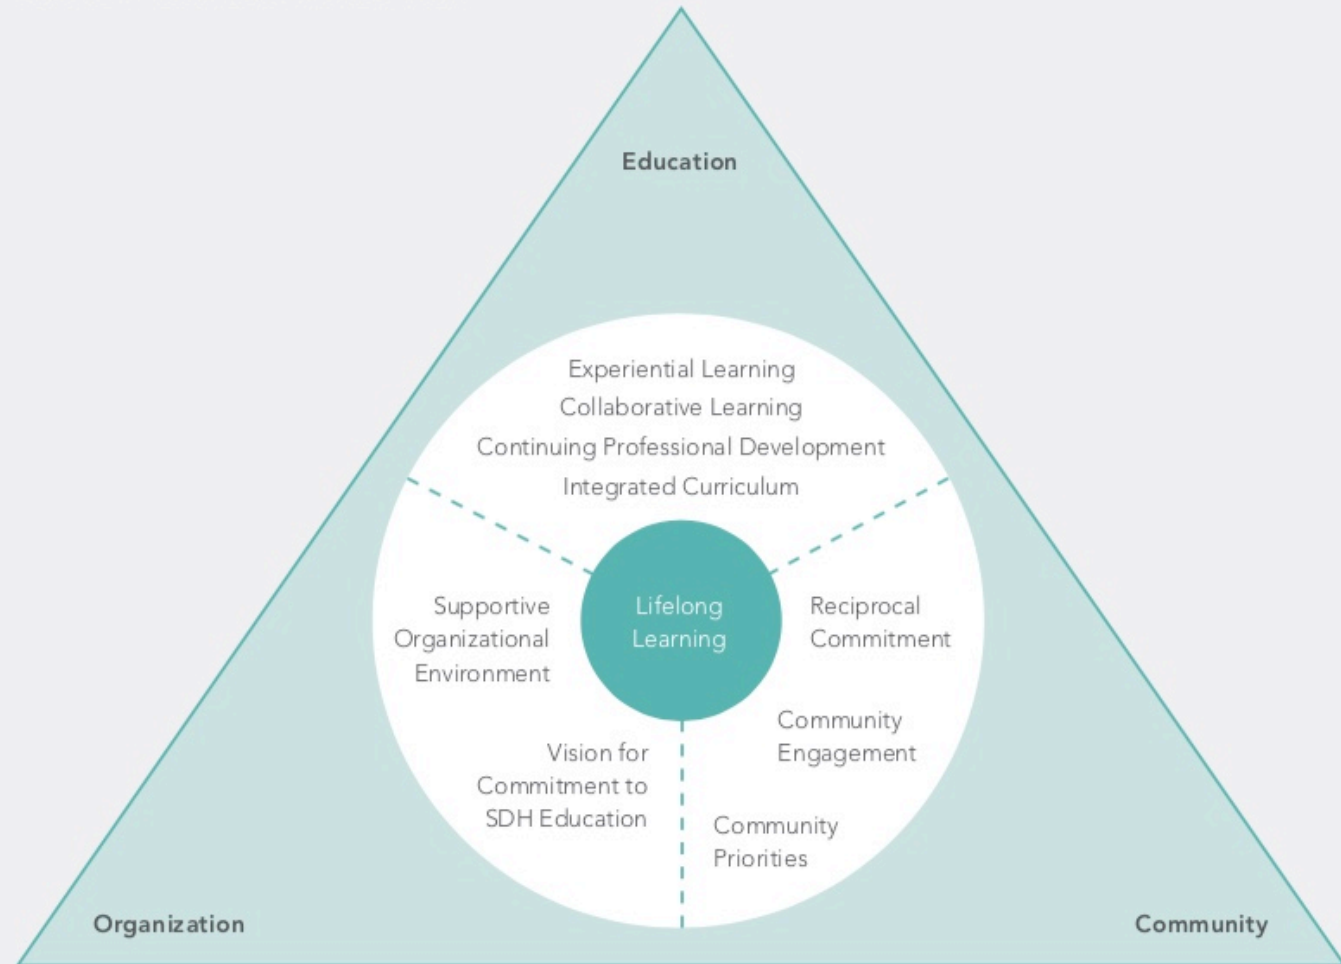 Education
Experiential Learning
Collaborative Learning
Continuing Professional Development
Integrated Curriculum
Supportive
Organizational
Environment
Lifelong
Learning
Reciprocal
Commitment
Community
Engagement
Vision for
Commitment to
SDH Education
Community
Priorities
Organization
Community